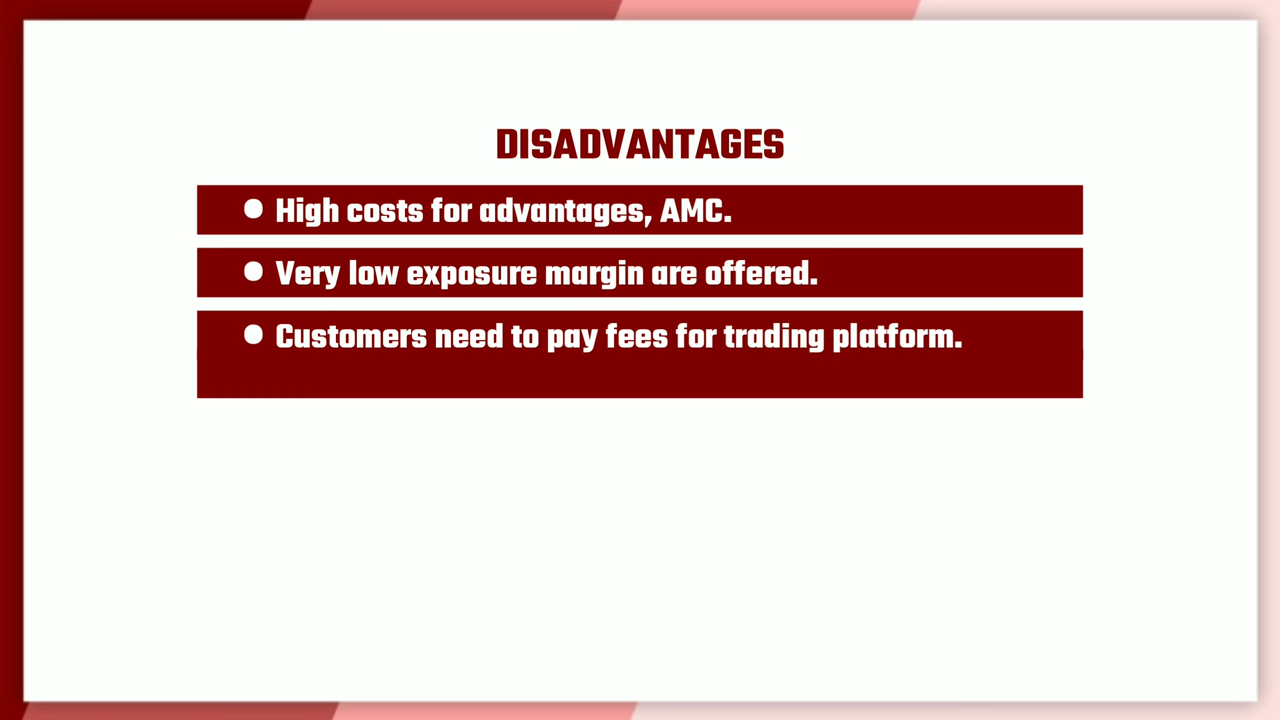 DISADVANTAGES
● High costs for advantages, AMC.
● Very low exposure margin are offered.
● Customers need to pay fees for trading platform.